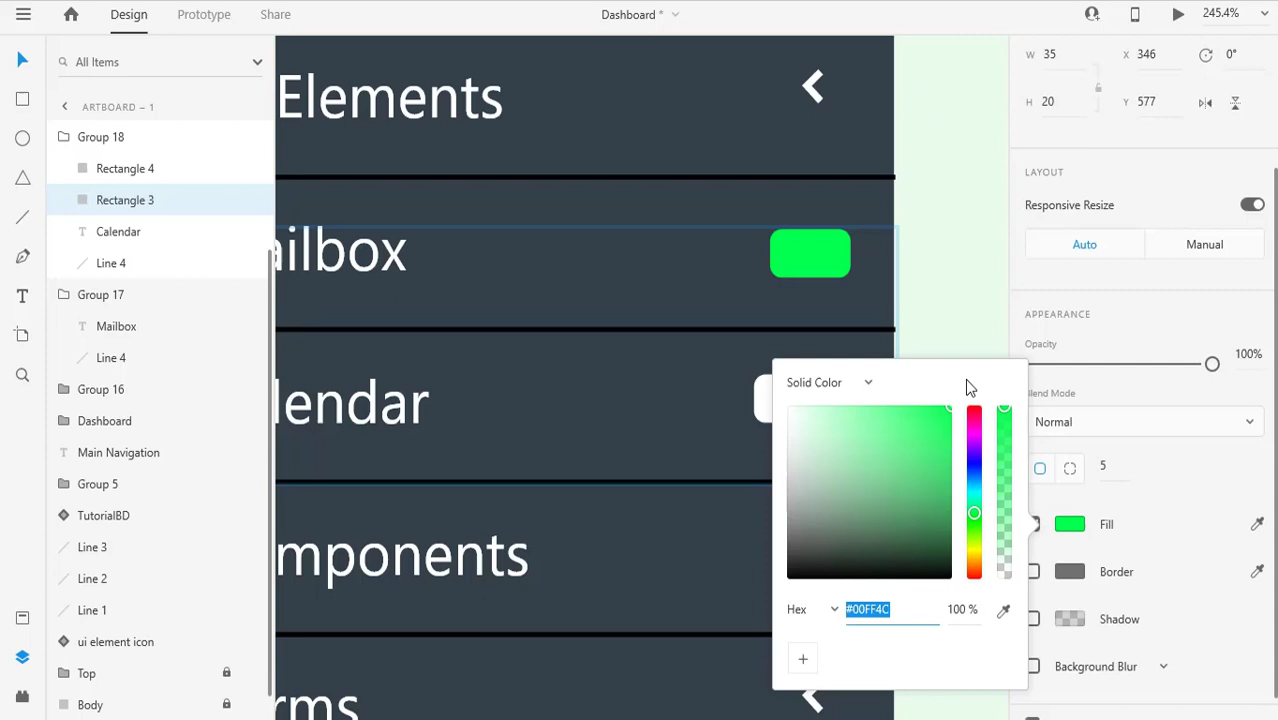 Design
Prototype
Share
Dashboard *
245.4%
All Items
ARTBOARD – 1
Group 18
Rectangle 4
Rectangle 3
Calendar
Line 4
Group 17
Mailbox
Line 4
Group 16
Dashboard
Main Navigation
Group 5
TutorialBD
Line 3
Line 2
Line 1
ui element icon
Top
Body
Elements
ailbox
lendar
mponents
rms
W 35
X 346
0°
H 20
Y 577
LAYOUT
Responsive Resize
Auto
Manual
APPEARANCE
Opacity
100%
Blend Mode
Normal
5
Fill
Border
Shadow
Background Blur
Solid Color
Hex
#00FF4C
100 %